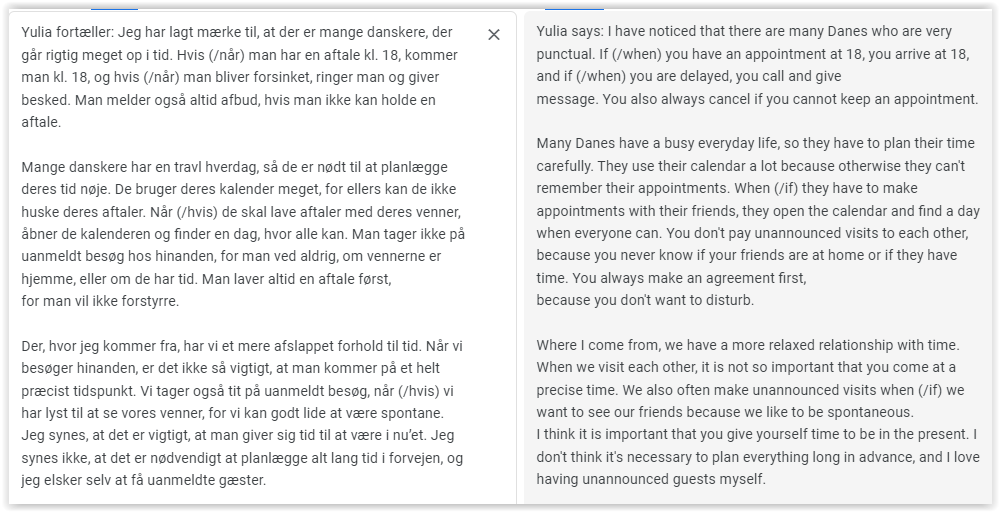 Yulia fortæller: Jeg har lagt mærke til, at der er mange danskere, der
går rigtig meget op i tid. Hvis (/når) man har en aftale kl. 18, kommer
man kl. 18, og hvis (/når) man bliver forsinket, ringer man og giver
besked. Man melder også altid afbud, hvis man ikke kan holde en
aftale.
Mange danskere har en travl hverdag, så de er nødt til at planlægge
deres tid nøje. De bruger deres kalender meget, for ellers kan de ikke
huske deres aftaler. Når (/hvis) de skal lave aftaler med deres venner,
åbner de kalenderen og finder en dag, hvor alle kan. Man tager ikke på
uanmeldt besøg hos hinanden, for man ved aldrig, om vennerne er
hjemme, eller om de har tid. Man laver altid en aftale først,
for man vil ikke forstyrre.
Der, hvor jeg kommer fra, har vi et mere afslappet forhold til tid. Når vi
besøger hinanden, er det ikke så vigtigt, at man kommer på et helt
præcist tidspunkt. Vi tager også tit på uanmeldt besøg, når (/hvis) vi
har lyst til at se vores venner, for vi kan godt lide at være spontane.
Jeg synes, at det er vigtigt, at man giver sig tid til at være i nu'et. Jeg
synes ikke, at det er nødvendigt at planlægge alt lang tid i forvejen, og
jeg elsker selv at få uanmeldte gæster.
Yulia says: I have noticed that there are many Danes who are very
punctual. If (/when) you have an appointment at 18, you arrive at 18,
and if (/when) you are delayed, you call and give
message. You also always cancel if you cannot keep an appointment.
Many Danes have a busy everyday life, so they have to plan their time
carefully. They use their calendar a lot because otherwise they can't
remember their appointments. When (/if) they have to make
appointments with their friends, they open the calendar and find a day
when everyone can. You don't pay unannounced visits to each other,
because you never know if your friends are at home or if they have
time. You always make an agreement first,
because you don't want to disturb.
Where I come from, we have a more relaxed relationship with time.
When we visit each other, it is not so important that you come at a
precise time. We also often make unannounced visits when (/if) we
want to see our friends because we like to be spontaneous.
I think it is important that you give yourself time to be in the present. I
don't think it's necessary to plan everything long in advance, and I love
having unannounced guests myself.